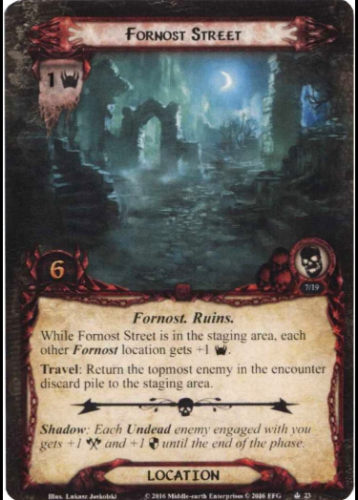 FORNOST STREET
1
6
7/19
Fornost. Ruins.
While Fornost Street is in the staging area, each
other Fornost location gets +1 .
Travel: Return the topmost enemy in the encounter
discard pile to the staging area.
Shadow: Each Undead enemy engaged with you
gets +1 and +1 until the end of the phase.
LOCATION
Illus. Lukasz Jaskolski © 2016 Middle-earth Enterprises © 2016 FFG 23